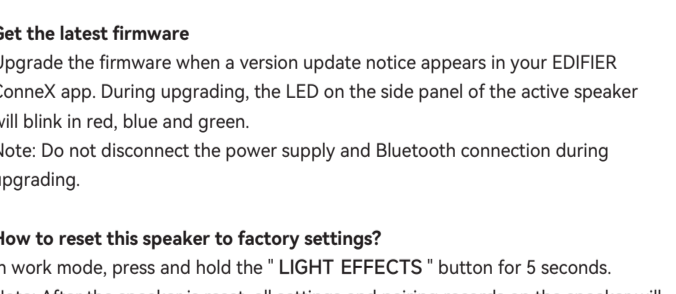 Get the latest firmware
Upgrade the firmware when a version update notice appears in your EDIFIER
ConneX app. During upgrading, the LED on the side panel of the active speaker
will blink in red, blue and green.
Note: Do not disconnect the power supply and Bluetooth connection during
upgrading.
How to reset this speaker to factory settings?
In work mode, press and hold the " LIGHT EFFECTS " button for 5 seconds.